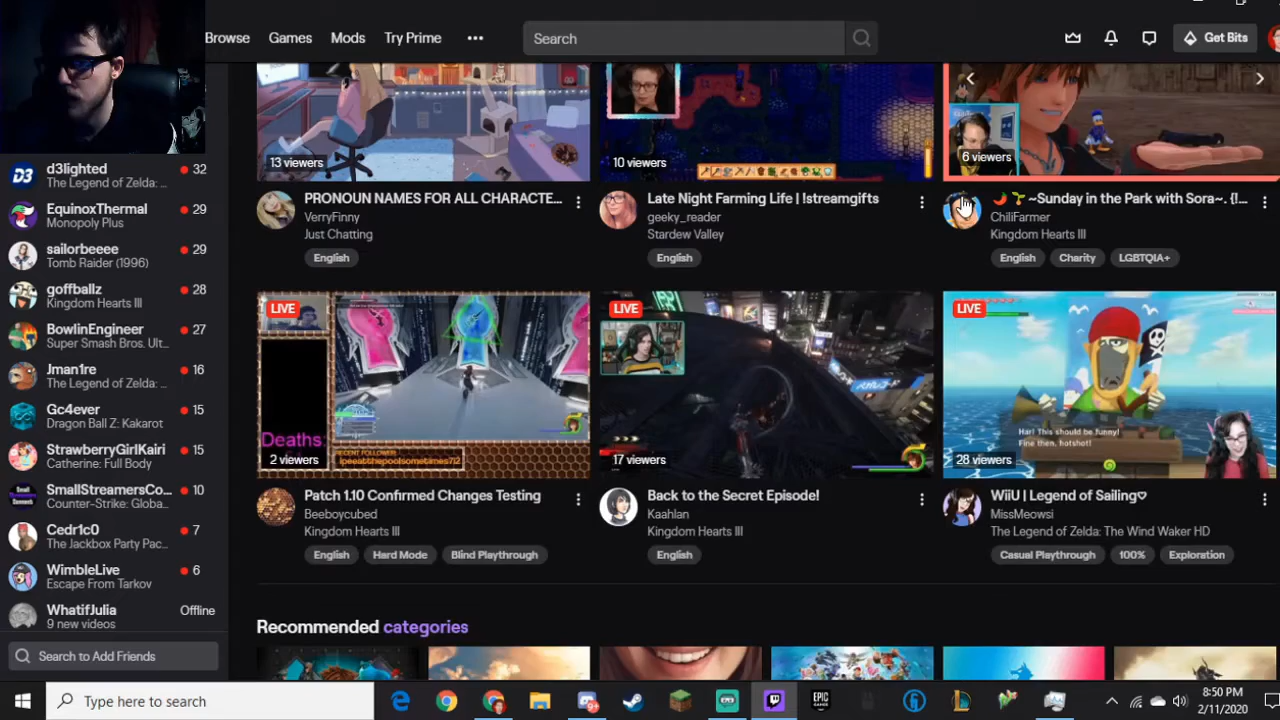 Browse Games Mods Try Prime ••• Search Get Bits
d3lighted 32
The Legend of Zelda: ...
EquinoxThermal 29
Monopoly Plus
sailorbeeee 29
Tomb Raider (1996)
goffballz 28
Kingdom Hearts III
BowlinEngineer 27
Super Smash Bros. Ult...
Jman1re 16
The Legend of Zelda: ...
Gc4ever 15
Dragon Ball Z: Kakarot
StrawberryGirlKairi 15
Catherine: Full Body
SmallStreamersCo... 10
Counter-Strike: Globa...
Cedr1c0 7
The Jackbox Party Pac...
WimbleLive 6
Escape From Tarkov
WhatifJulia Offline
9 new videos
Search to Add Friends
13 viewers
PRONOUN NAMES FOR ALL CHARACTE...
VerryFinny
Just Chatting
English
10 viewers
Late Night Farming Life | !streamgifts
geeky_reader
Stardew Valley
English
6 viewers
~Sunday in the Park with Sora~. {!...
ChiliFarmer
Kingdom Hearts III
English Charity LGBTQIA+
LIVE
Deaths:
2 viewers
RECENT FOLLOWER:
ipeeatthepoolsometimes712
Patch 1.10 Confirmed Changes Testing
Beeboycubed
Kingdom Hearts III
English Hard Mode Blind Playthrough
LIVE
17 viewers
Back to the Secret Episode!
Kaahlan
Kingdom Hearts III
English
LIVE
Har! This should be funny!
Fine then, hotshot!
28 viewers
WiiU | Legend of Sailing♡
MissMeowsi
The Legend of Zelda: The Wind Waker HD
Casual Playthrough 100% Exploration
Recommended categories
Type here to search
EPIC GAMES
8:50 PM
2/11/2020